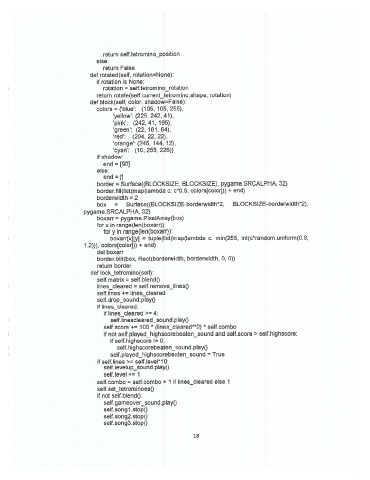 return self.tetromino_position
else:
return False
def rotated(self, rotation=None):
if rotation is None:
rotation = self.tetromino_rotation
return rotate(self.current_tetromino.shape, rotation)
def block(self, color, shadow=False):
colors = {'blue': (105, 105, 255),
'yellow': (225, 242, 41),
'pink': (242, 41, 195),
'green': (22, 181, 64),
'red': (204, 22, 22),
'orange': (245, 144, 12),
'cyan': (10, 255, 226)}
if shadow:
end = [90]
else:
end = []
border = Surface((BLOCKSIZE, BLOCKSIZE), pygame.SRCALPHA, 32)
border.fill(list(map(lambda c: c*0.5, colors[color])) + end)
borderwidth = 2
box = Surface((BLOCKSIZE-borderwidth*2, BLOCKSIZE-borderwidth*2),
pygame.SRCALPHA, 32)
boxarr = pygame.PixelArray(box)
for x in range(len(boxarr)):
for y in range(len(boxarr)):
boxarr[x][y] = tuple(list(map(lambda c: min(255, int(c*random.uniform(0.8,
1.2))), colors[color])) + end)
del boxarr
border.blit(box, Rect(borderwidth, borderwidth, 0, 0))
return border
def lock_tetromino(self):
self.matrix = self.blend()
lines_cleared = self.remove_lines()
self.lines += lines_cleared
self.drop_sound.play()
if lines_cleared:
if lines_cleared >= 4:
self.linescleared_sound.play()
self.score += 100 * (lines_cleared**2) * self.combo
if not self.played_highscorebeaten_sound and self.score > self.highscore:
if self.highscore != 0:
self.highscorebeaten_sound.play()
self.played_highscorebeaten_sound = True
if self.lines >= self.level*10:
self.levelup_sound.play()
self.level += 1
self.combo = self.combo + 1 if lines_cleared else 1
self.set_tetrominoes()
if not self.blend():
self.gameover_sound.play()
self.song1.stop()
self.song2.stop()
self.song3.stop()
18